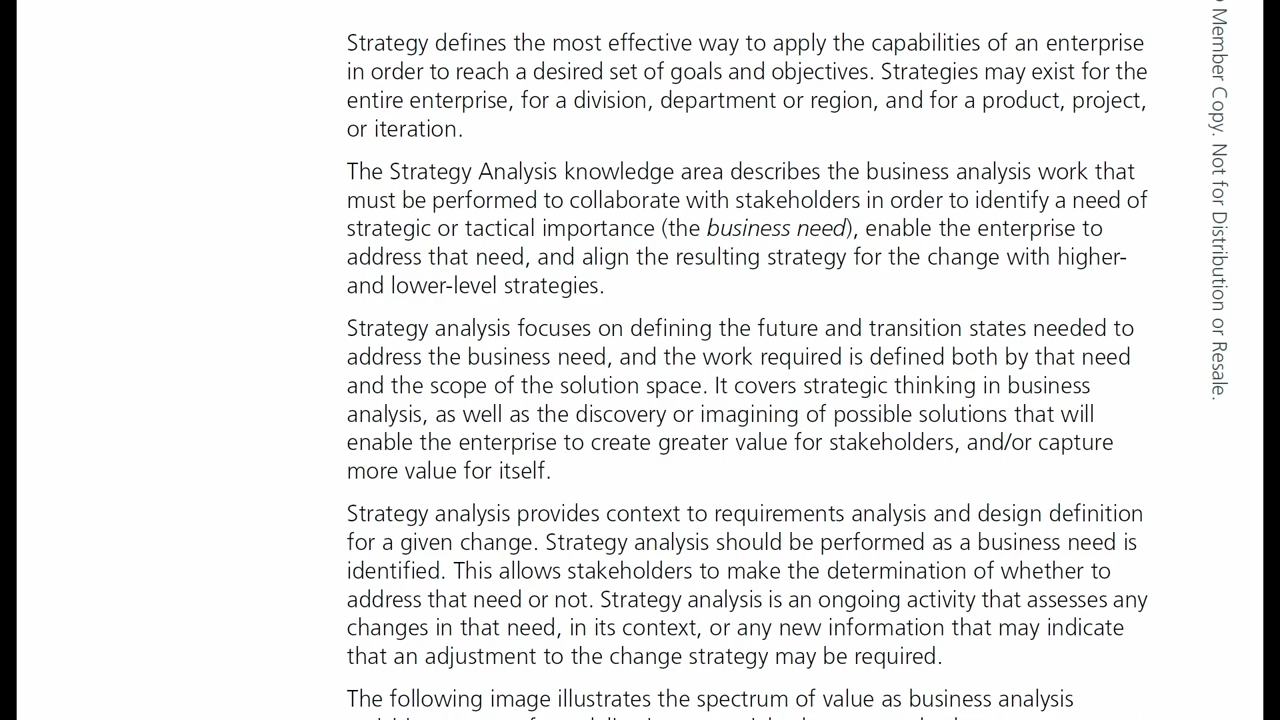 Strategy defines the most effective way to apply the capabilities of an enterprise
in order to reach a desired set of goals and objectives. Strategies may exist for the
entire enterprise, for a division, department or region, and for a product, project,
or iteration.
The Strategy Analysis knowledge area describes the business analysis work that
must be performed to collaborate with stakeholders in order to identify a need of
strategic or tactical importance (the business need), enable the enterprise to
address that need, and align the resulting strategy for the change with higher-
and lower-level strategies.
Strategy analysis focuses on defining the future and transition states needed to
address the business need, and the work required is defined both by that need
and the scope of the solution space. It covers strategic thinking in business
analysis, as well as the discovery or imagining of possible solutions that will
enable the enterprise to create greater value for stakeholders, and/or capture
more value for itself.
Strategy analysis provides context to requirements analysis and design definition
for a given change. Strategy analysis should be performed as a business need is
identified. This allows stakeholders to make the determination of whether to
address that need or not. Strategy analysis is an ongoing activity that assesses any
changes in that need, in its context, or any new information that may indicate
that an adjustment to the change strategy may be required.
The following image illustrates the spectrum of value as business analysis
Member Copy. Not for Distribution or Resale.